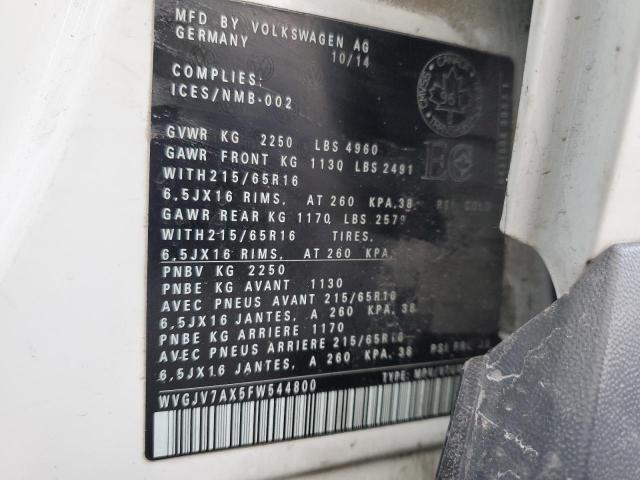 MFD BY VOLKSWAGEN AG
GERMANY 10/14
COMPLIES:
ICES/NMB-002
GVWR KG 2250 LBS 4960
GAWR FRONT KG 1130 LBS 2491
WITH215/65R16
6,5JX16 RIMS, AT 260 KPA,38 PSI COLD
GAWR REAR KG 1170 LBS 2579
WITH215/65R16 TIRES,
6,5JX16 RIMS, AT 260 KPA,
PNBV KG 2250
PNBE KG AVANT 1130
AVEC PNEUS AVANT 215/65R16
6,5JX16 JANTES, A 260 KPA, 38
PNBE KG ARRIERE 1170
AVEC PNEUS ARRIERE 215/65R16
6,5JX16 JANTES, A 260 KPA, 38 PSI
WVGJV7AX5FW544800 TYPE: